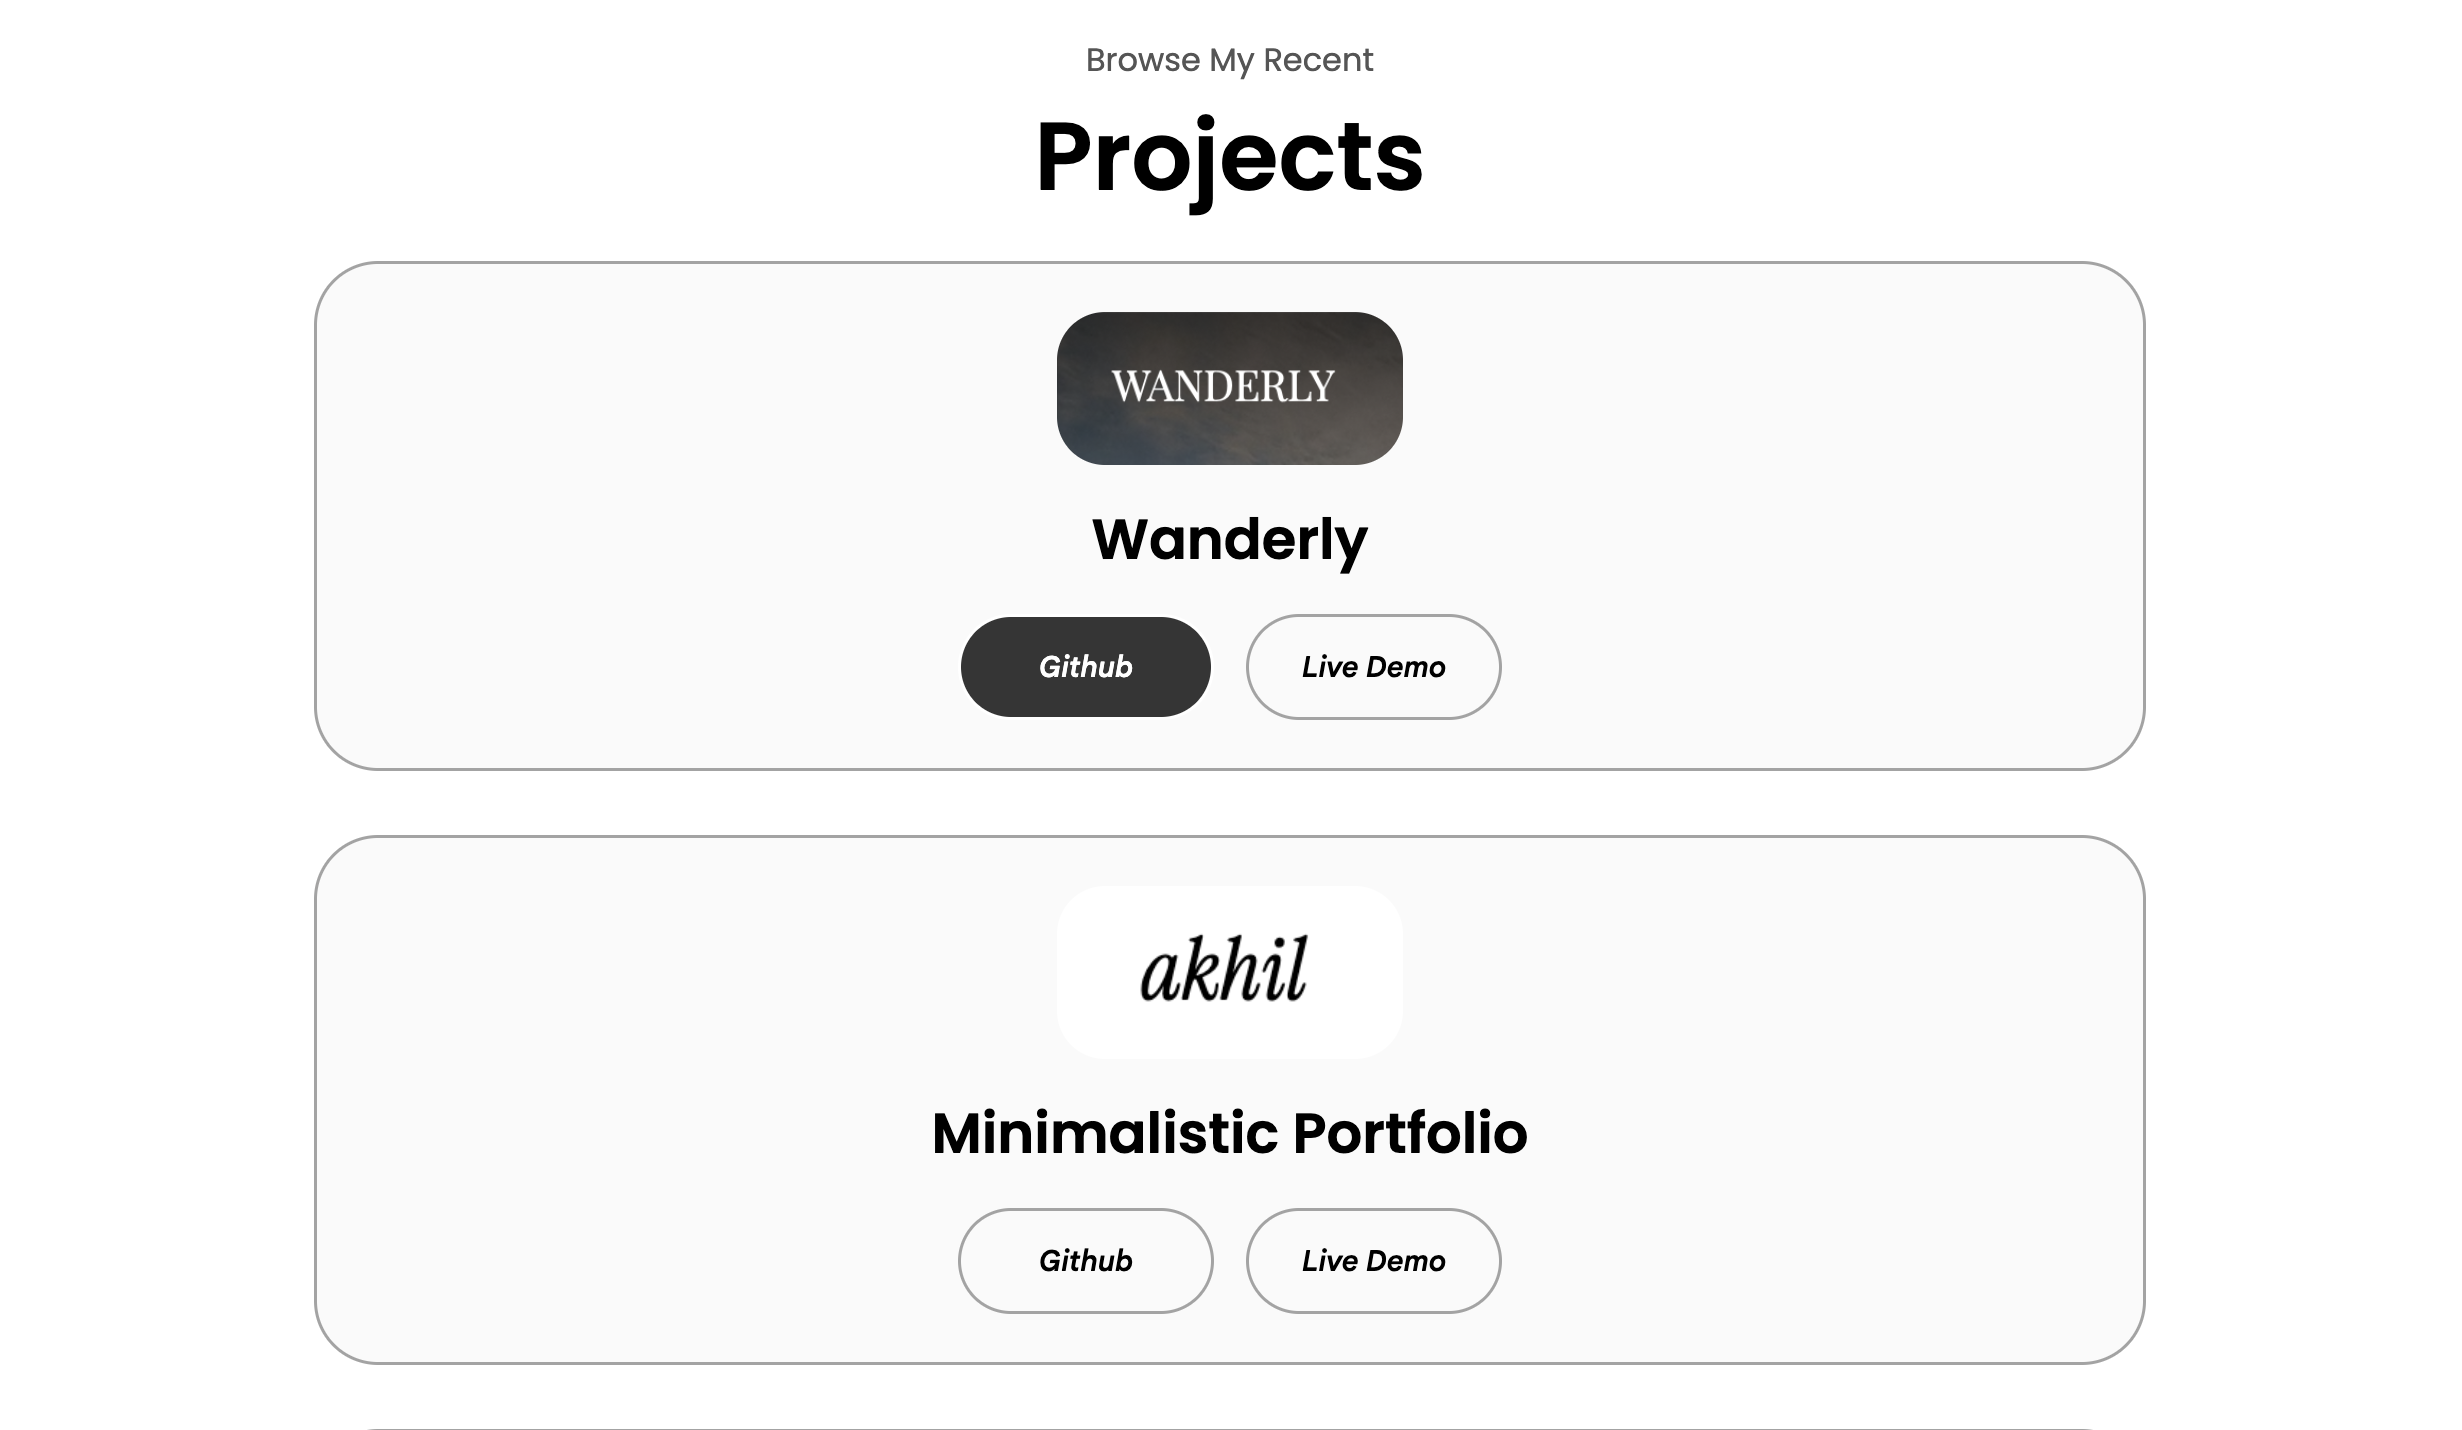 Browse My Recent
Projects
WANDERLY
Wanderly
Github Live Demo
akhil
Minimalistic Portfolio
Github Live Demo